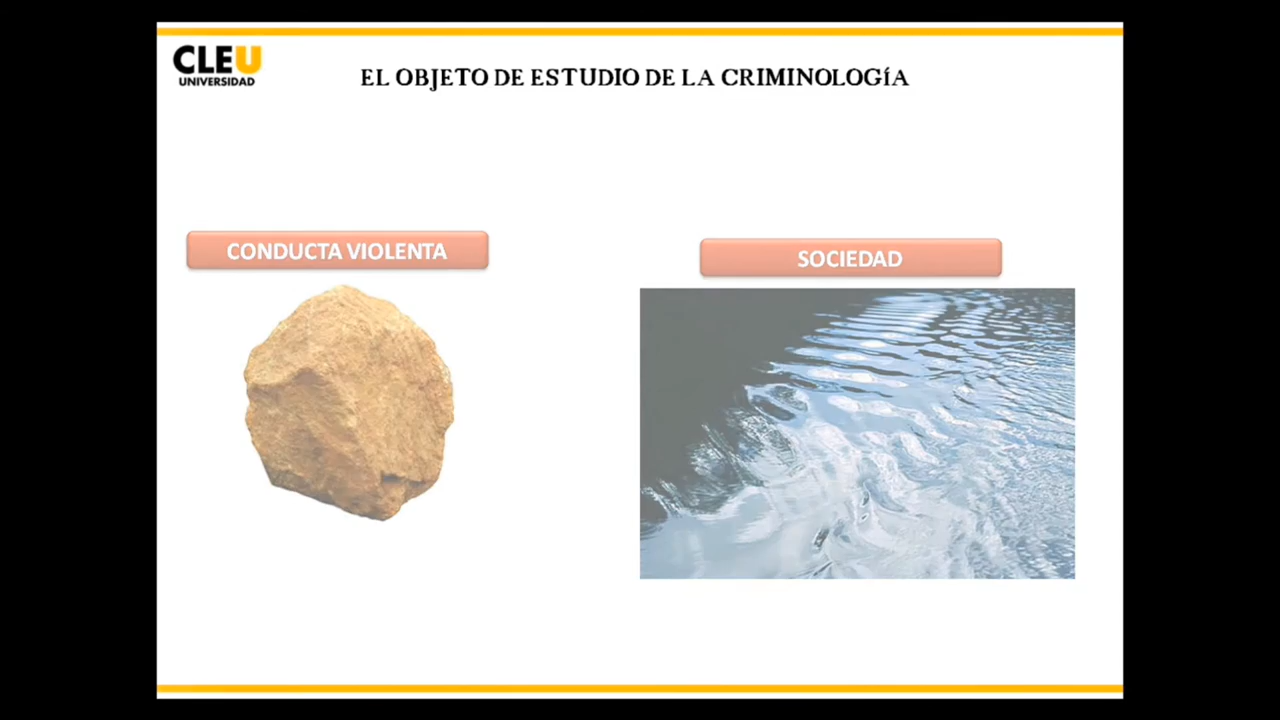 CLEU
UNIVERSIDAD
EL OBJETO DE ESTUDIO DE LA CRIMINOLOGíA
CONDUCTA VIOLENTA
SOCIEDAD